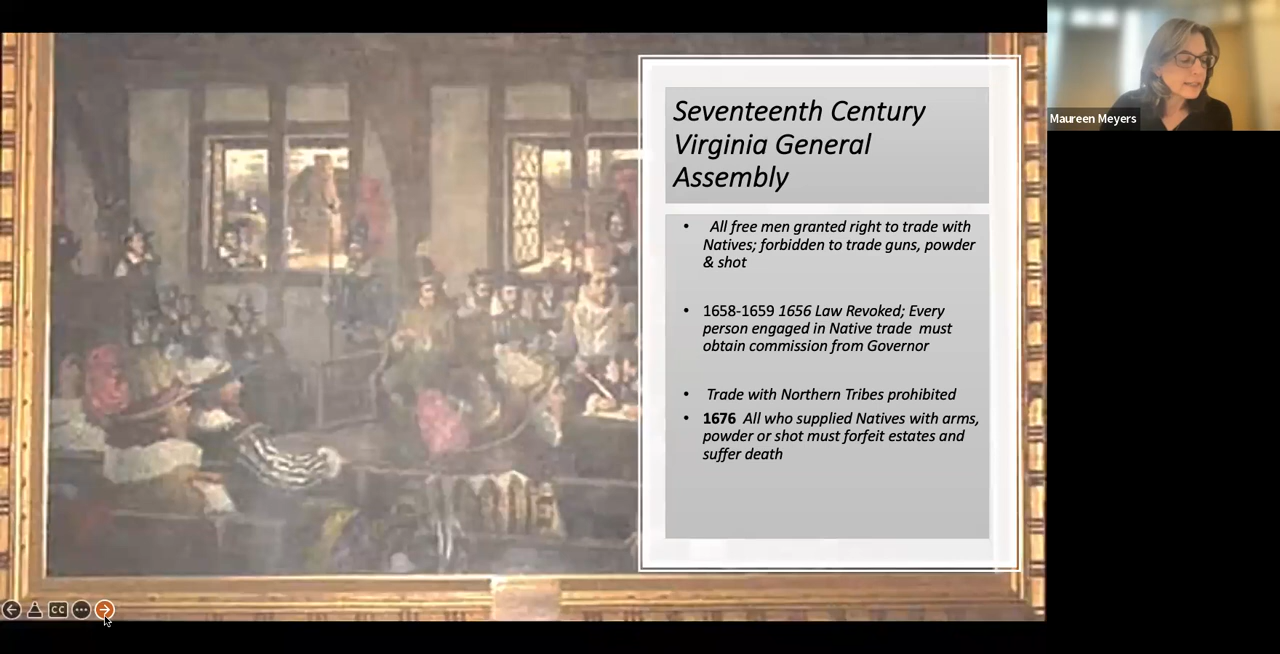 Seventeenth Century
Virginia General
Assembly
• All free men granted right to trade with
Natives; forbidden to trade guns, powder
& shot
• 1658-1659 1656 Law Revoked; Every
person engaged in Native trade must
obtain commission from Governor
• Trade with Northern Tribes prohibited
• 1676 All who supplied Natives with arms,
powder or shot must forfeit estates and
suffer death
Maureen Meyers
CC